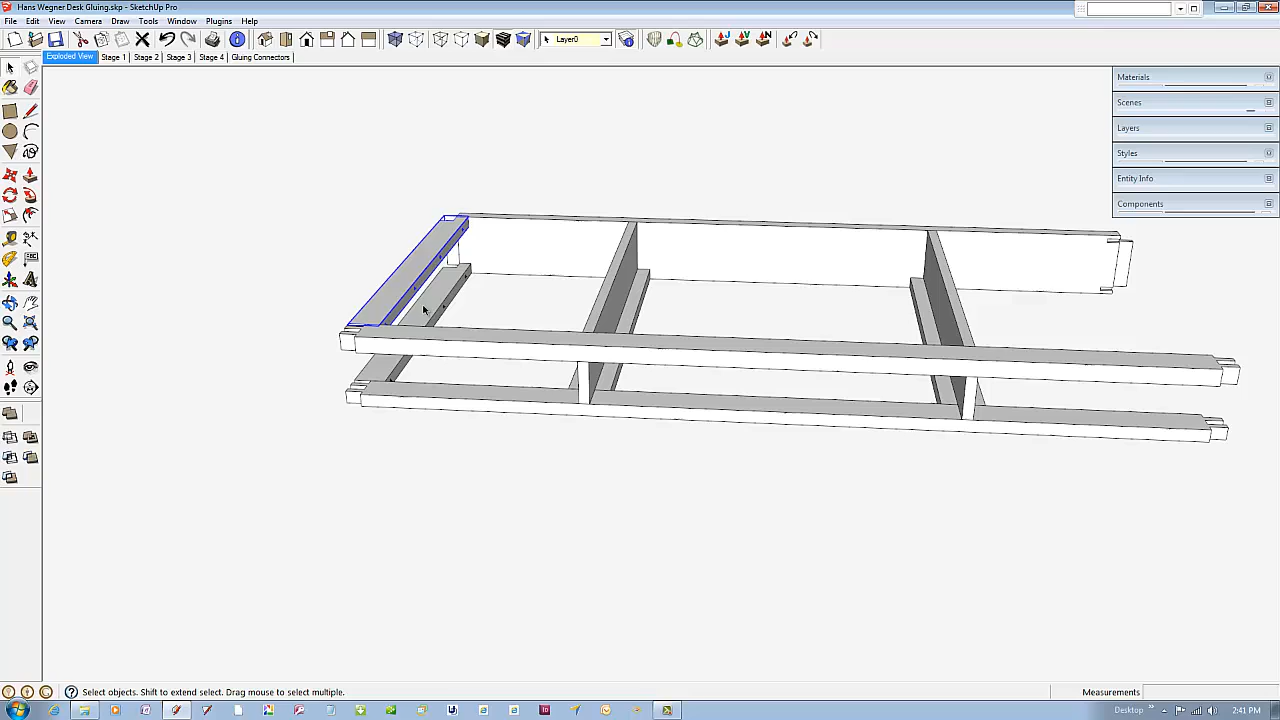 Hans Wegner Desk Gluing.skp - SketchUp Pro
File Edit View Camera Draw Tools Window Plugins Help
Layer0
Exploded View Stage 1 Stage 2 Stage 3 Stage 4 Gluing Connectors
Materials
Scenes
Layers
Styles
Entity Info
Components
Select objects. Shift to extend select. Drag mouse to select multiple.
Measurements
Desktop
2:41 PM